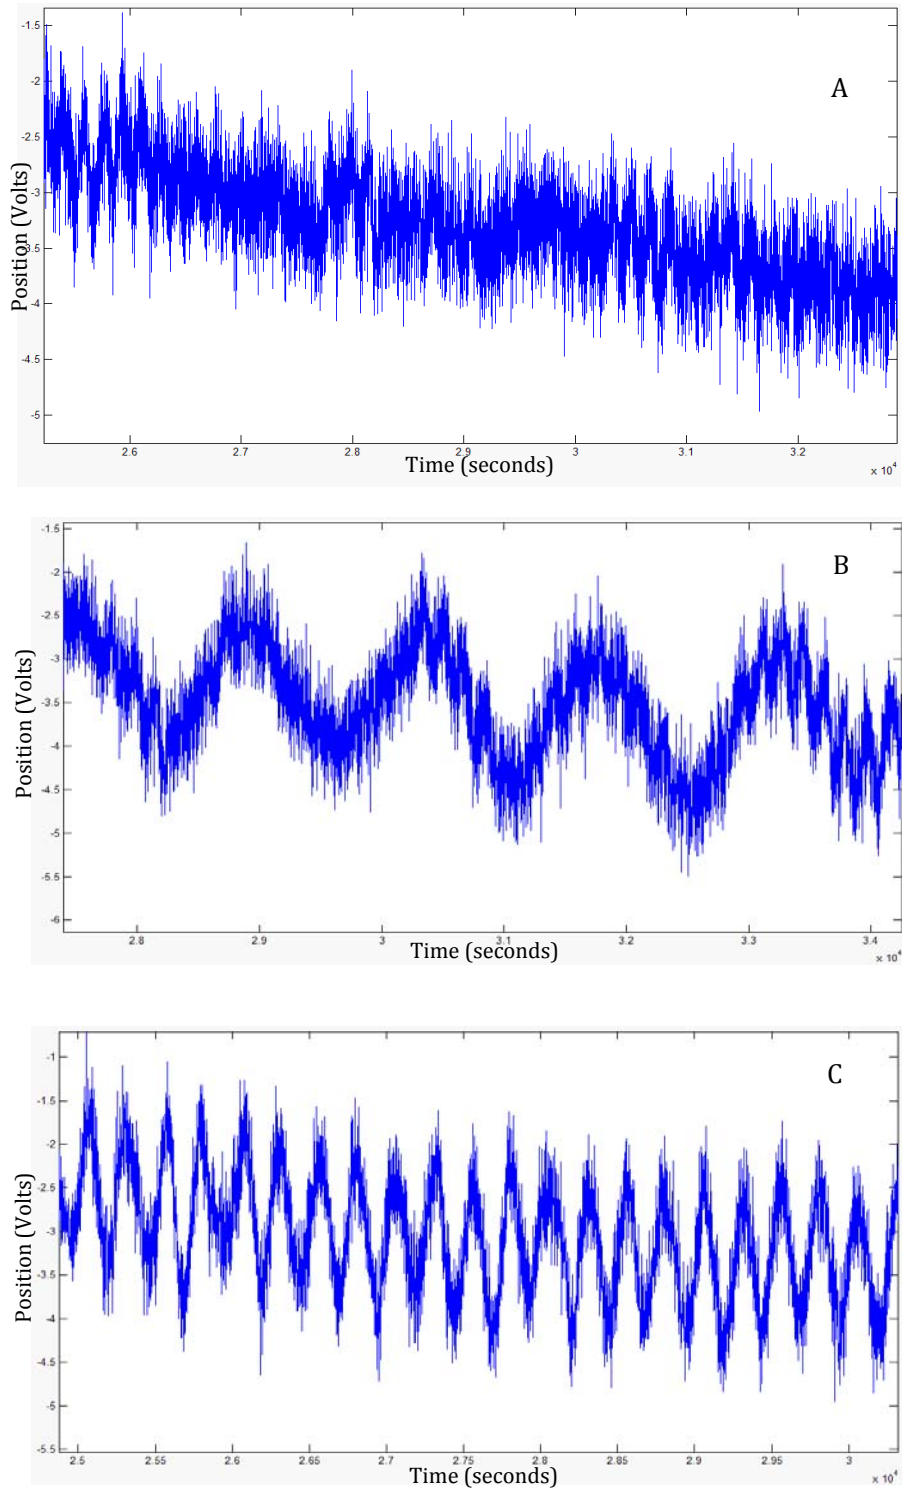 -1.5
A
-2
-2.5
Position (Volts)
-3
-3.5
-4
-4.5
-5
2.6 2.7 2.8 2.9 3 3.1 3.2
Time (seconds)
x 10⁴
-1.5
B
-2
-2.5
-3
Position (Volts)
-3.5
-4
-4.5
-5
-5.5
-6
2.8 2.9 3 3.1 3.2 3.3 3.4
Time (seconds)
x 10⁴
-1
C
-1.5
-2
-2.5
Position (Volts)
-3
-3.5
-4
-4.5
-5
-5.5
2.5 2.55 2.6 2.65 2.7 2.75 2.8 2.85 2.9 2.95 3
Time (seconds)
x 10⁴